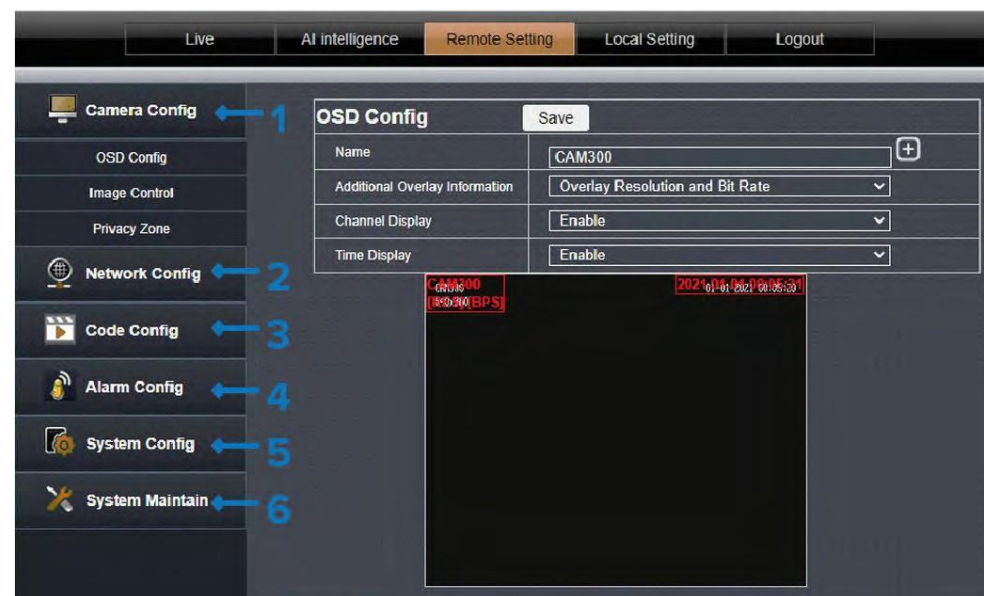 Live AI intelligence Remote Setting Local Setting Logout
Camera Config 1
OSD Config
Image Control
Privacy Zone
Network Config 2
Code Config 3
Alarm Config 4
System Config 5
System Maintain 6
OSD Config Save
Name CAM300
Additional Overlay Information Overlay Resolution and Bit Rate
Channel Display Enable
Time Display Enable
CAM300
[BPS]